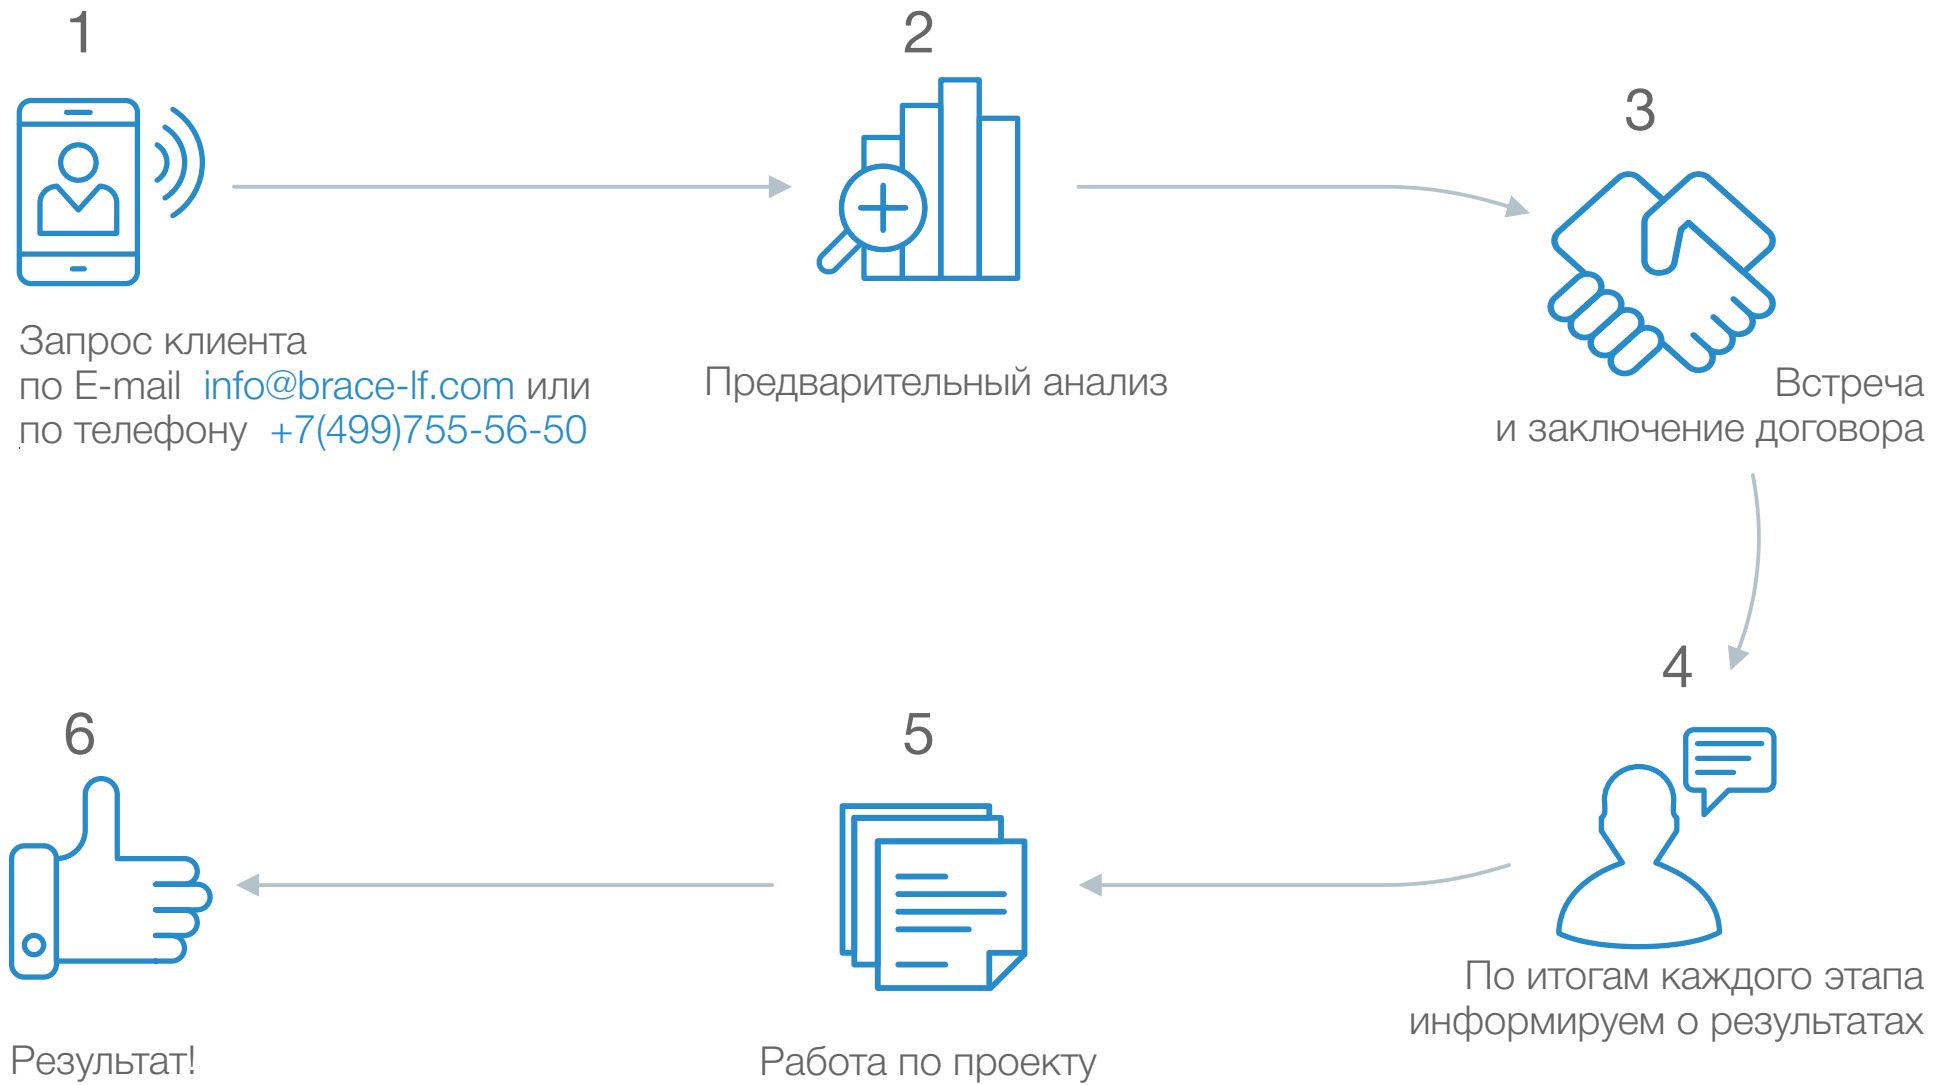 1
Запрос клиента
по E-mail info@brace-lf.com или
по телефону +7(499)755-56-50
2
Предварительный анализ
3
Встреча
и заключение договора
4
По итогам каждого этапа
информируем о результатах
5
Работа по проекту
6
Результат!